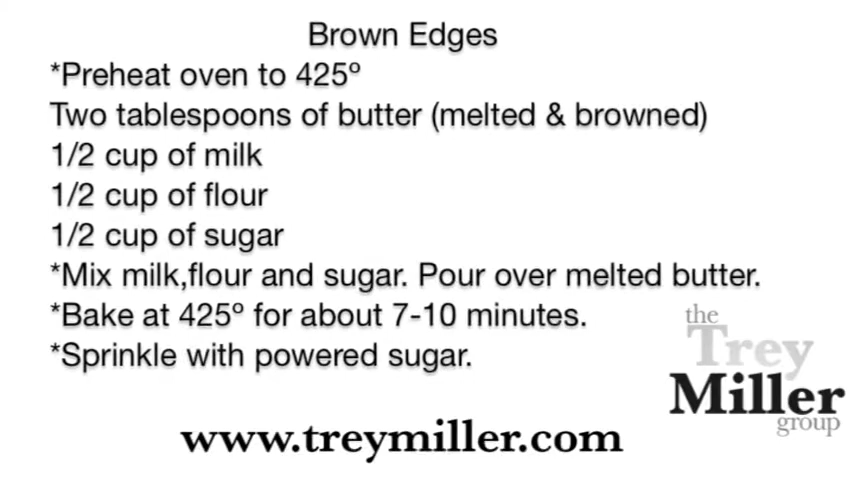 Brown Edges
*Preheat oven to 425º
Two tablespoons of butter (melted & browned)
1/2 cup of milk
1/2 cup of flour
1/2 cup of sugar
*Mix milk,flour and sugar. Pour over melted butter.
*Bake at 425º for about 7-10 minutes.
*Sprinkle with powered sugar.
the
Trey
Miller
group
www.treymiller.com